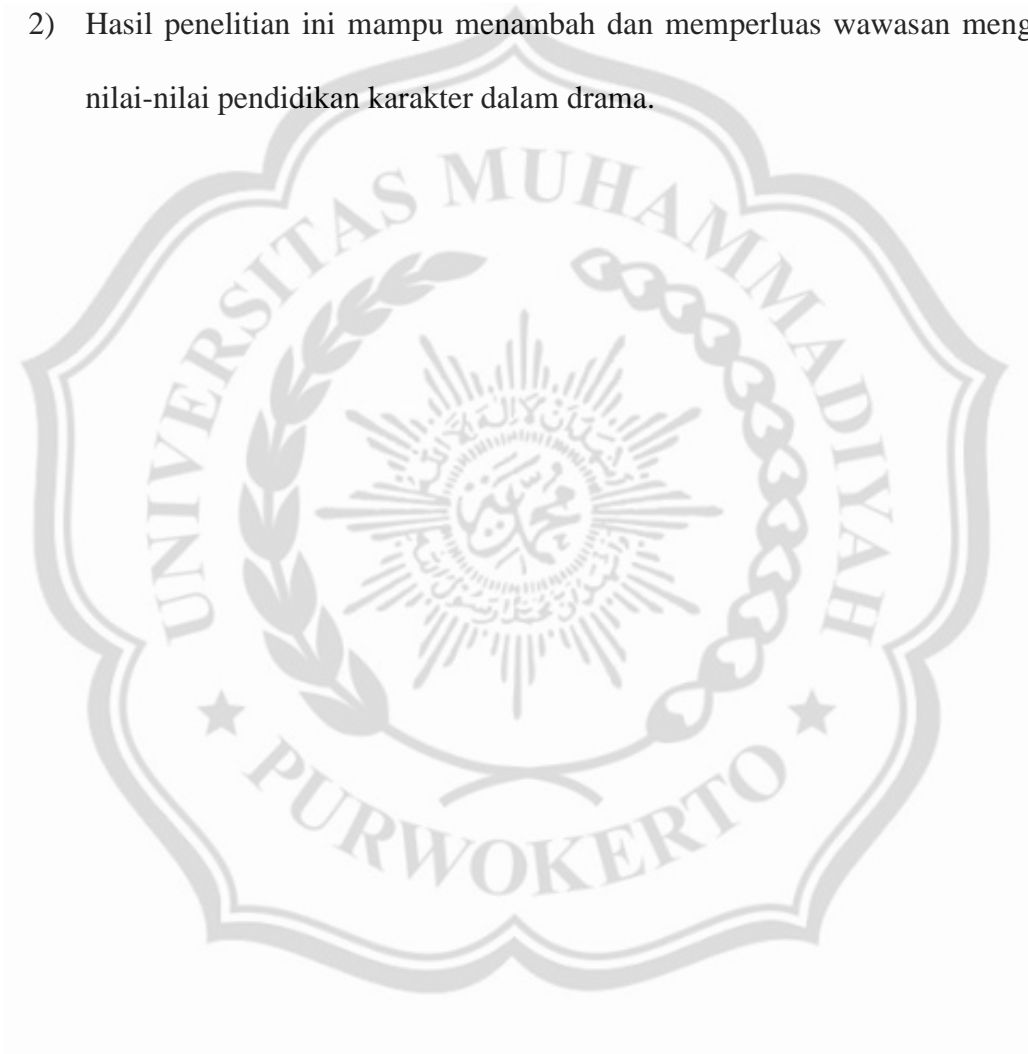 2) Hasil penelitian ini mampu menambah dan memperluas wawasan meng
nilai-nilai pendidikan karakter dalam drama.
UNIVERSITAS MUHAMMADIYAH
PURWOKERTO